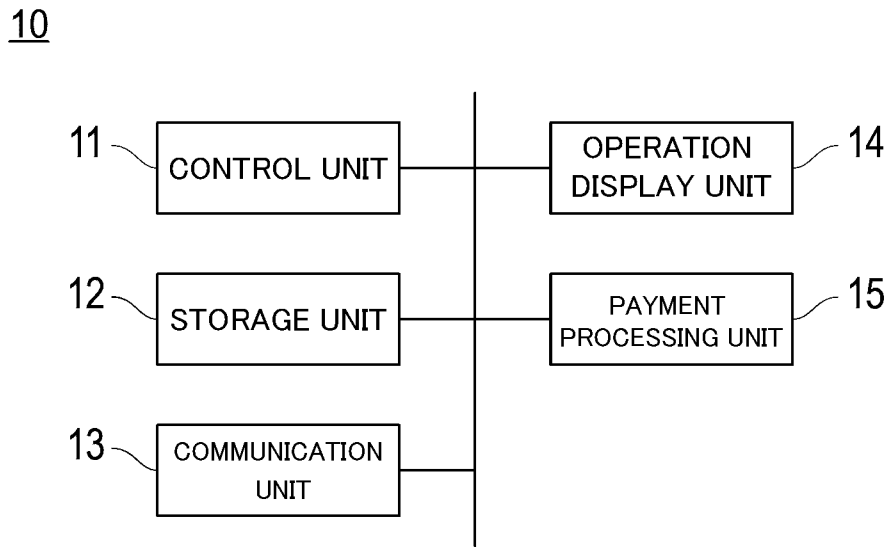 10
11
CONTROL UNIT
OPERATION
DISPLAY UNIT
14
12
STORAGE UNIT
PAYMENT
PROCESSING UNIT
15
13
COMMUNICATION
UNIT